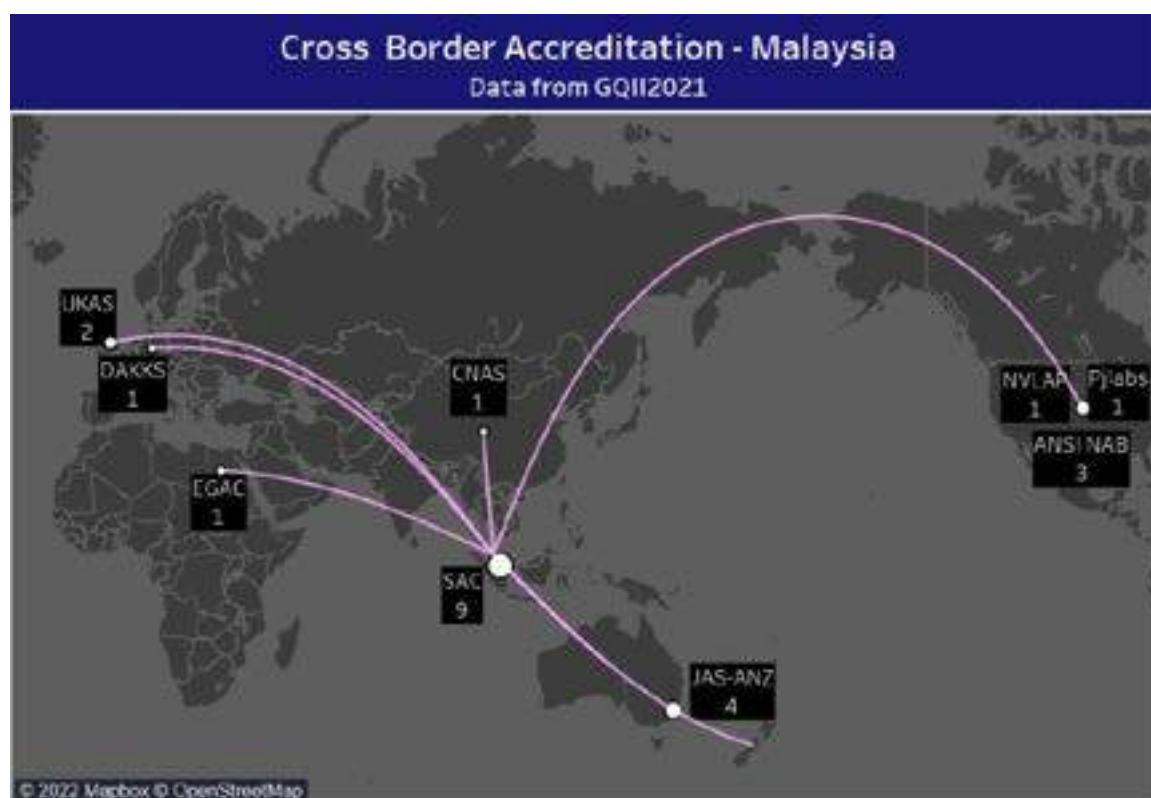 Cross Border Accreditation - Malaysia
Data from GQII2021
UKAS
2
DAKKS
1
CNAS
1
EGAC
1
SAC
9
JAS-ANZ
4
NVLAP
1
Pjlabs
1
ANSI NAB
3
© 2022 Mapbox © OpenStreetMap